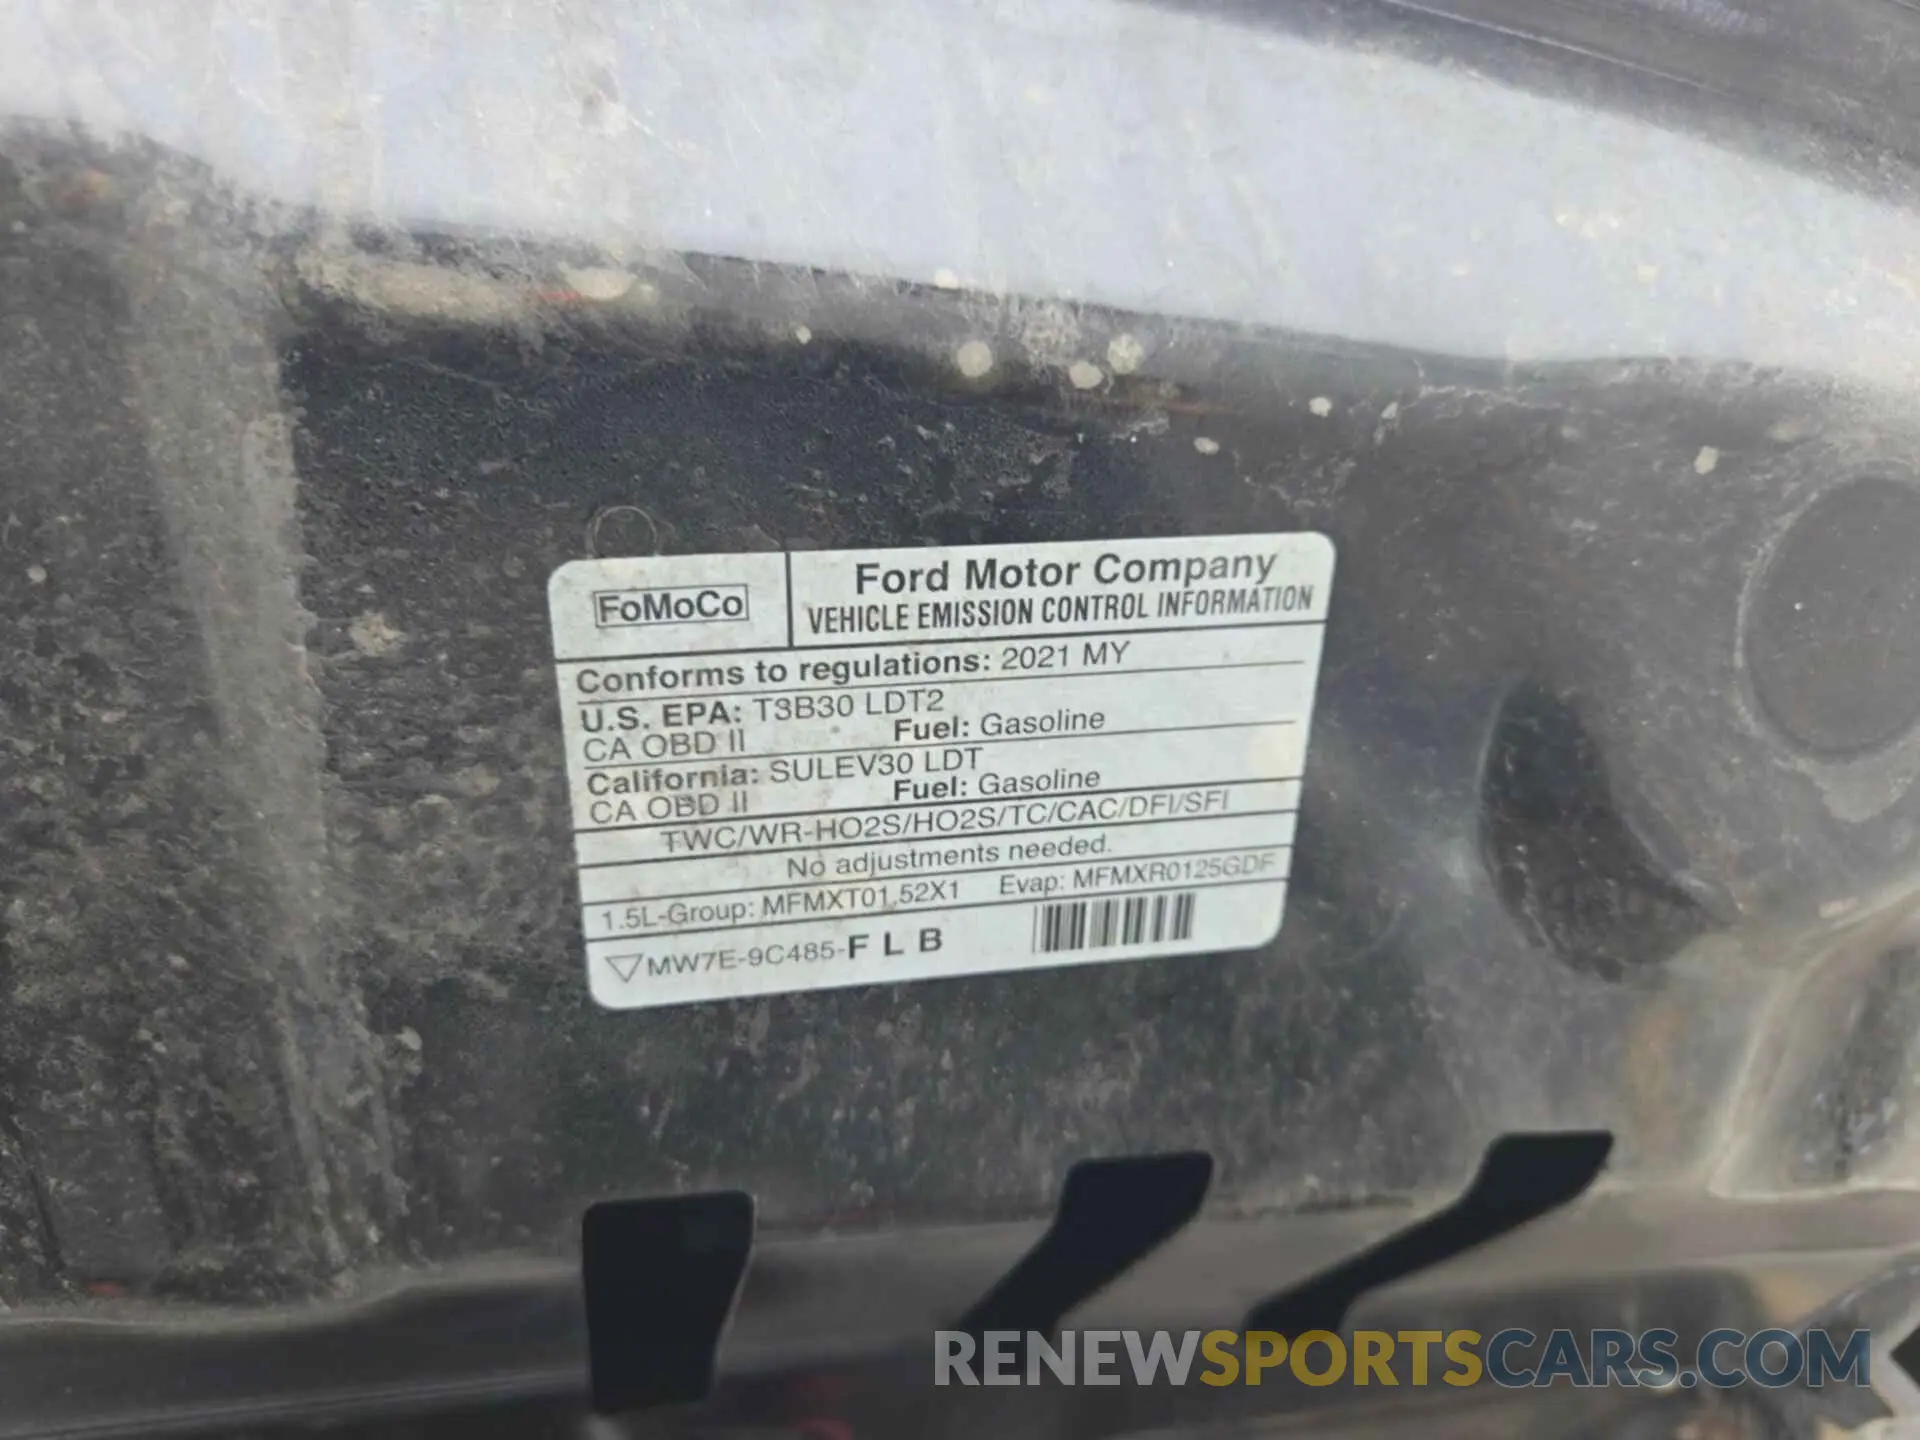 FoMoCo
Ford Motor Company
VEHICLE EMISSION CONTROL INFORMATION
Conforms to regulations: 2021 MY
U.S. EPA: T3B30 LDT2
CA OBD II Fuel: Gasoline
California: SULEV30 LDT
CA OBD II Fuel: Gasoline
TWC/WR-HO2S/HO2S/TC/CAC/DFI/SFI
No adjustments needed.
1.5L-Group: MFMXT01.52X1 Evap: MFMXR0125GDF
MW7E-9C485-F L B
RENEWSPORTSCARS.COM